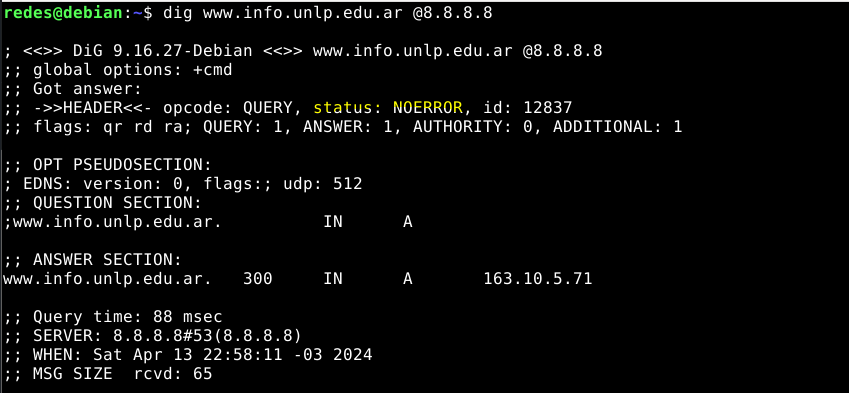 redes@debian:~$ dig www.info.unlp.edu.ar @8.8.8.8
; <<>> DiG 9.16.27-Debian <<>> www.info.unlp.edu.ar @8.8.8.8
;; global options: +cmd
;; Got answer:
;; ->>HEADER<<- opcode: QUERY, status: NOERROR, id: 12837
;; flags: qr rd ra; QUERY: 1, ANSWER: 1, AUTHORITY: 0, ADDITIONAL: 1
;; OPT PSEUDOSECTION:
; EDNS: version: 0, flags:; udp: 512
;; QUESTION SECTION:
;www.info.unlp.edu.ar. IN A
;; ANSWER SECTION:
www.info.unlp.edu.ar. 300 IN A 163.10.5.71
;; Query time: 88 msec
;; SERVER: 8.8.8.8#53(8.8.8.8)
;; WHEN: Sat Apr 13 22:58:11 -03 2024
;; MSG SIZE rcvd: 65